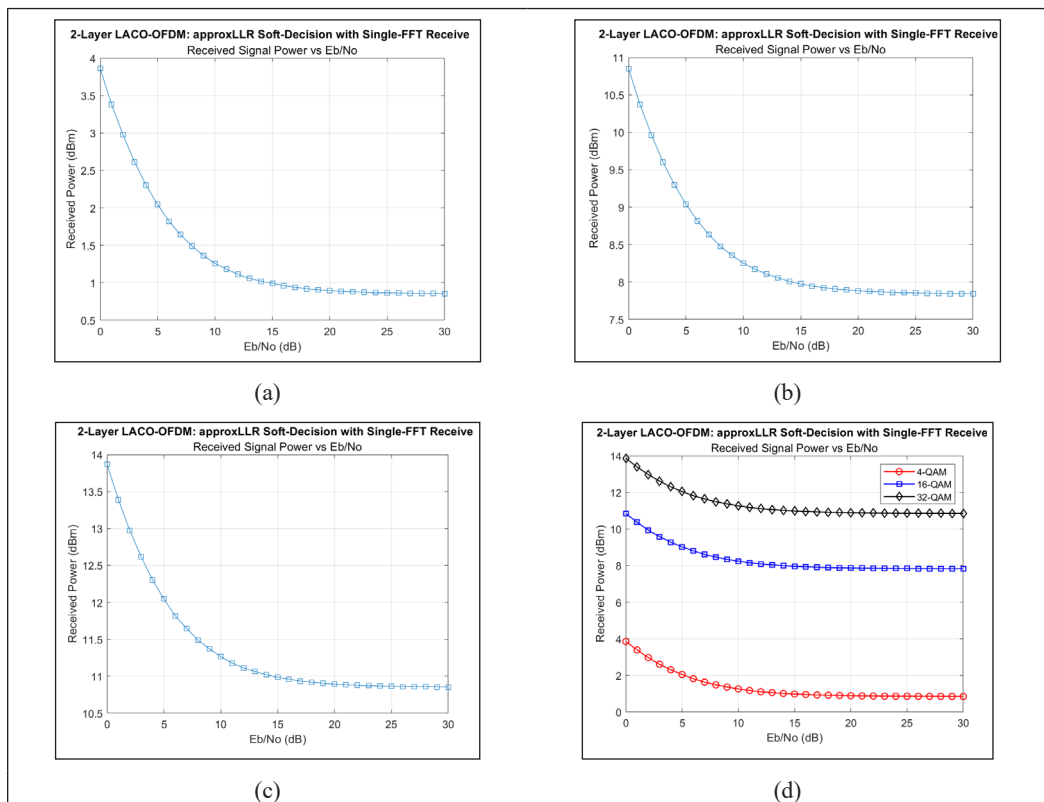 2-Layer LACO-OFDM: approxLLR Soft-Decision with Single-FFT Receive
Received Signal Power vs Eb/No
4
3.5
3
2.5
2
1.5
1
0.5
Received Power (dBm)
0 5 10 15 20 25 30
Eb/No (dB)
(a)
2-Layer LACO-OFDM: approxLLR Soft-Decision with Single-FFT Receive
Received Signal Power vs Eb/No
11
10.5
10
9.5
9
8.5
8
7.5
Received Power (dBm)
0 5 10 15 20 25 30
Eb/No (dB)
(b)
2-Layer LACO-OFDM: approxLLR Soft-Decision with Single-FFT Receive
Received Signal Power vs Eb/No
14
13.5
13
12.5
12
11.5
11
10.5
Received Power (dBm)
0 5 10 15 20 25 30
Eb/No (dB)
(c)
2-Layer LACO-OFDM: approxLLR Soft-Decision with Single-FFT Receive
Received Signal Power vs Eb/No
14
12
10
8
6
4
2
0
Received Power (dBm)
4-QAM
16-QAM
32-QAM
0 5 10 15 20 25 30
Eb/No (dB)
(d)